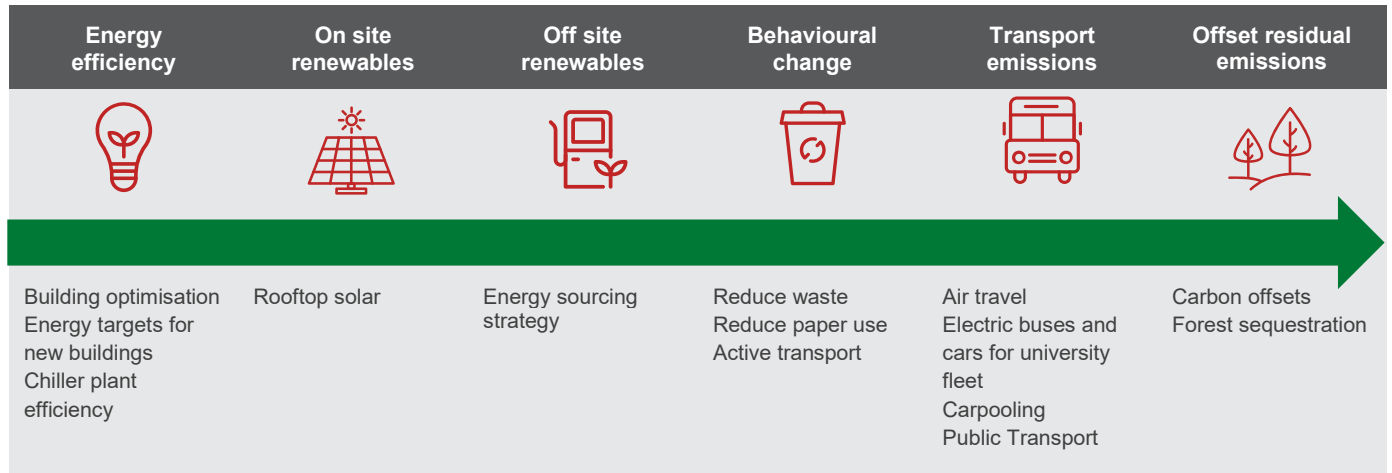 Energy
efficiency
On site
renewables
Off site
renewables
Behavioural
change
Transport
emissions
Offset residual
emissions
Building optimisation
Energy targets for
new buildings
Chiller plant
efficiency
Rooftop solar
Energy sourcing
strategy
Reduce waste
Reduce paper use
Active transport
Air travel
Electric buses and
cars for university
fleet
Carpooling
Public Transport
Carbon offsets
Forest sequestration